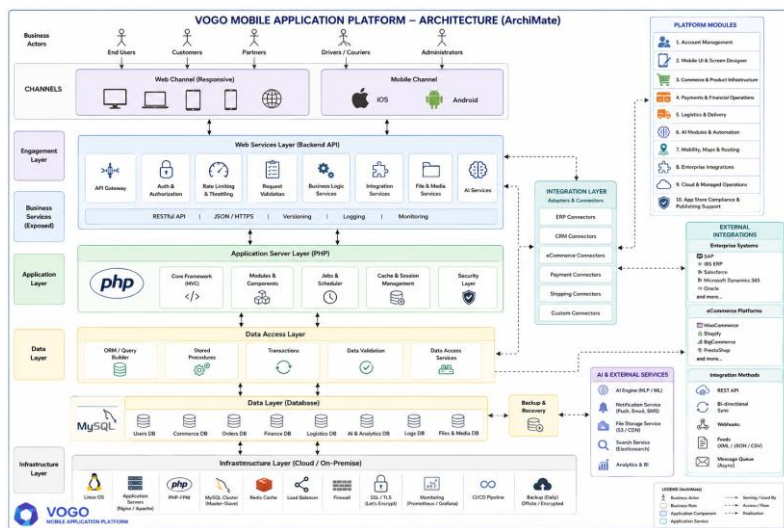 VOGO MOBILE APPLICATION PLATFORM – ARCHITECTURE (ArchiMate)
Business
Actors
End Users
Customers
Partners
Drivers / Couriers
Administrators
CHANNELS
Web Channel (Responsive)
Mobile Channel
iOS
Android
Engagement
Layer
Web Services Layer (Backend API)
API Gateway
Auth &
Authorization
Rate Limiting
& Throttling
Request
Validation
Business Logic
Services
Integration
Services
File & Media
Services
AI Services
Business
Services
(Exposed)
RESTful API | JSON / HTTPS | Versioning | Logging | Monitoring
Application
Layer
Application Server Layer (PHP)
php
Core Framework
(MVC)
Modules &
Components
Jobs &
Scheduler
Cache & Session
Management
Security
Layer
Data
Layer
Data Access Layer
ORM / Query
Builder
Stored
Procedures
Transactions
Data Validation
Data Access
Services
Data Layer (Database)
MySQL
Users DB
Commerce DB
Orders DB
Finance DB
Logistics DB
AI & Analytics DB
Logs DB
Files & Media DB
Backup &
Recovery
Infrastructure
Layer
Infrastructure Layer (Cloud / On-Premise)
Linux OS
Application
Servers
(Nginx / Apache)
php
PHP-FPM
MySQL Cluster
(Master-Slave)
Redis Cache
Load Balancer
Firewall
SSL / TLS
(Let's Encrypt)
Monitoring
(Prometheus / Grafana)
CI/CD Pipeline
Backup (Daily)
Offsite / Encrypted
VOGO
MOBILE APPLICATION PLATFORM
INTEGRATION LAYER
Adapters & Connectors
ERP Connectors
CRM Connectors
eCommerce Connectors
Payment Connectors
Shipping Connectors
Custom Connectors
AI & EXTERNAL SERVICES
AI Engine (NLP / ML)
Notification Service
(Push, Email, SMS)
File Storage Service
(S3 / CDN)
Search Service
(Elasticsearch)
Analytics & BI
PLATFORM MODULES
1. Account Management
2. Mobile UI & Screen Designer
3. Commerce & Product Infrastructure
4. Payments & Financial Operations
5. Logistics & Delivery
6. AI Modules & Automation
7. Mobility, Maps & Routing
8. Enterprise Integrations
9. Cloud & Managed Operations
10. App Store Compliance &
Publishing Support
EXTERNAL
INTEGRATIONS
Enterprise Systems
SAP
Salesforce
Microsoft Dynamics 365
Oracle
and more...
eCommerce Platforms
WooCommerce
Shopify
BigCommerce
PrestaShop
and more...
Integration Methods
REST API
Bi-directional
Sync
Webhooks
Feeds
(XML / JSON / CSV)
Message Queue
(Async)
LEGEND (ArchiMate)
Business Actor
Business Role
Application Component
Application Service
Serving / Used By
Access / Flow
Realization